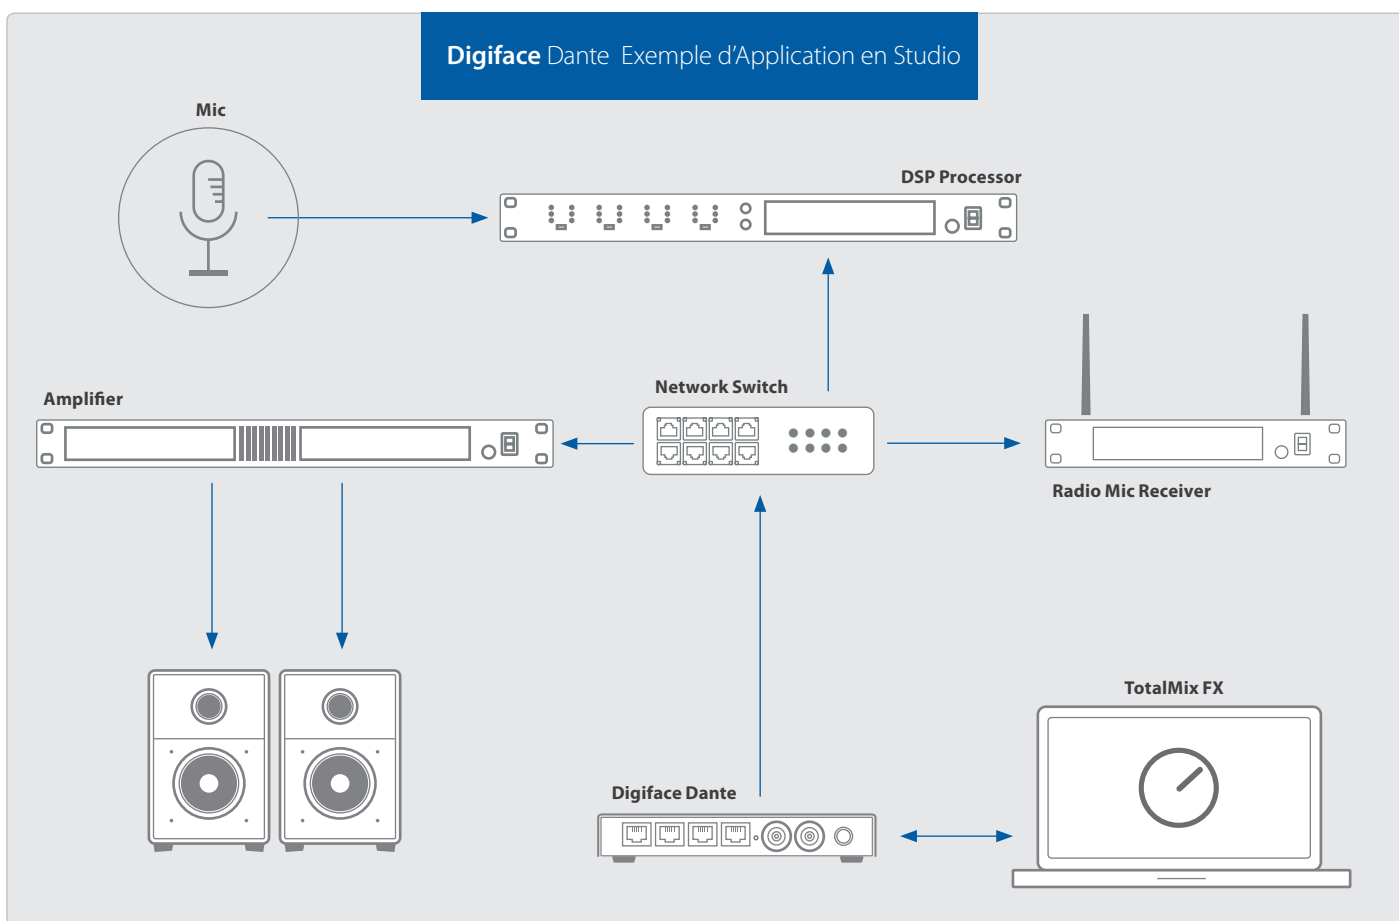 Digiface Dante Exemple d'Application en Studio
Mic
DSP Processor
Network Switch
Amplifier
Radio Mic Receiver
TotalMix FX
Digiface Dante